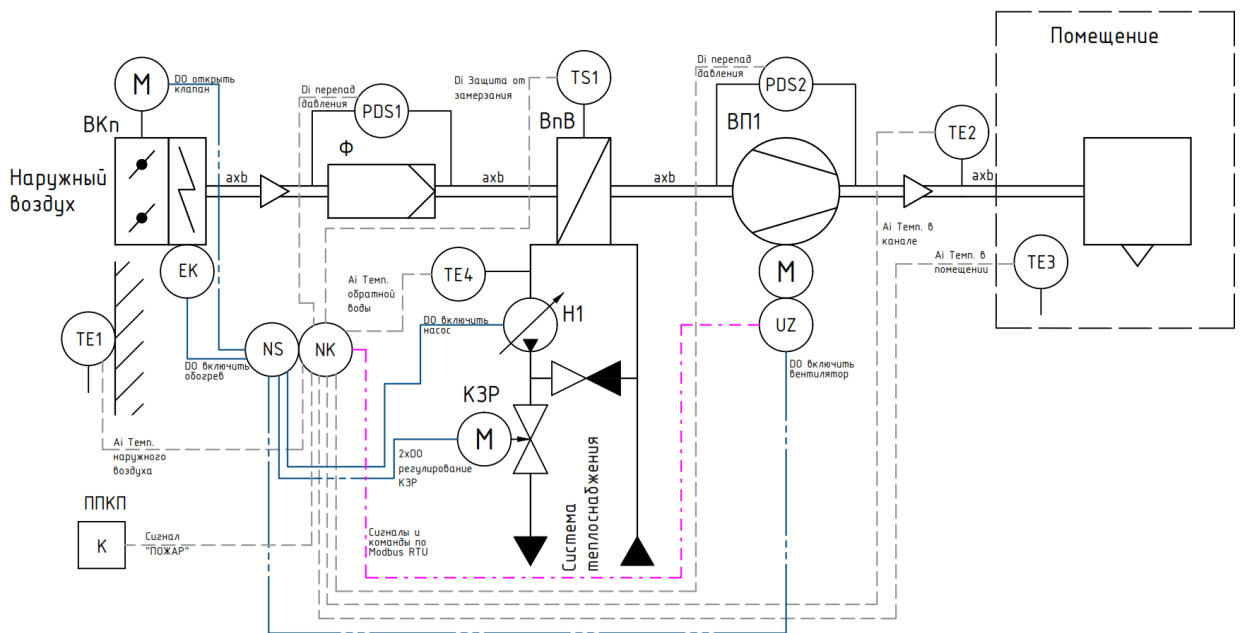 Помещение
DO открыть
клапан
M
ВКп
Наружный
воздух
Di перепад
давления
PDS1
Ф
Di Защита от
замерзания
TS1
ВпВ
Di перепад
давления
PDS2
ВП1
TE2
axb
axb
axb
axb
Ai Темп. в
канале
Ai Темп. в
помещении
TE3
EK
TE1
DO включить
обогрев
NS
NK
Ai Темп.
обратной
воды
TE4
DO включить
насос
Н1
M
UZ
DO включить
вентилятор
КЗР
M
2xDO
регулирование
КЗР
Ai Темп.
наружного
воздуха
ППКП
К
Сигнал
"ПОЖАР"
Сигналы и
команды по
Modbus RTU
Система
теплоснабжения